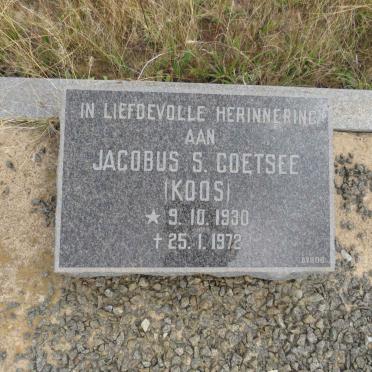 IN LIEFDEVOLLE HERINNERING
AAN
JACOBUS S. COETSEE
(KOOS)
★ 9. 10. 1930
✝ 25. 1. 1972